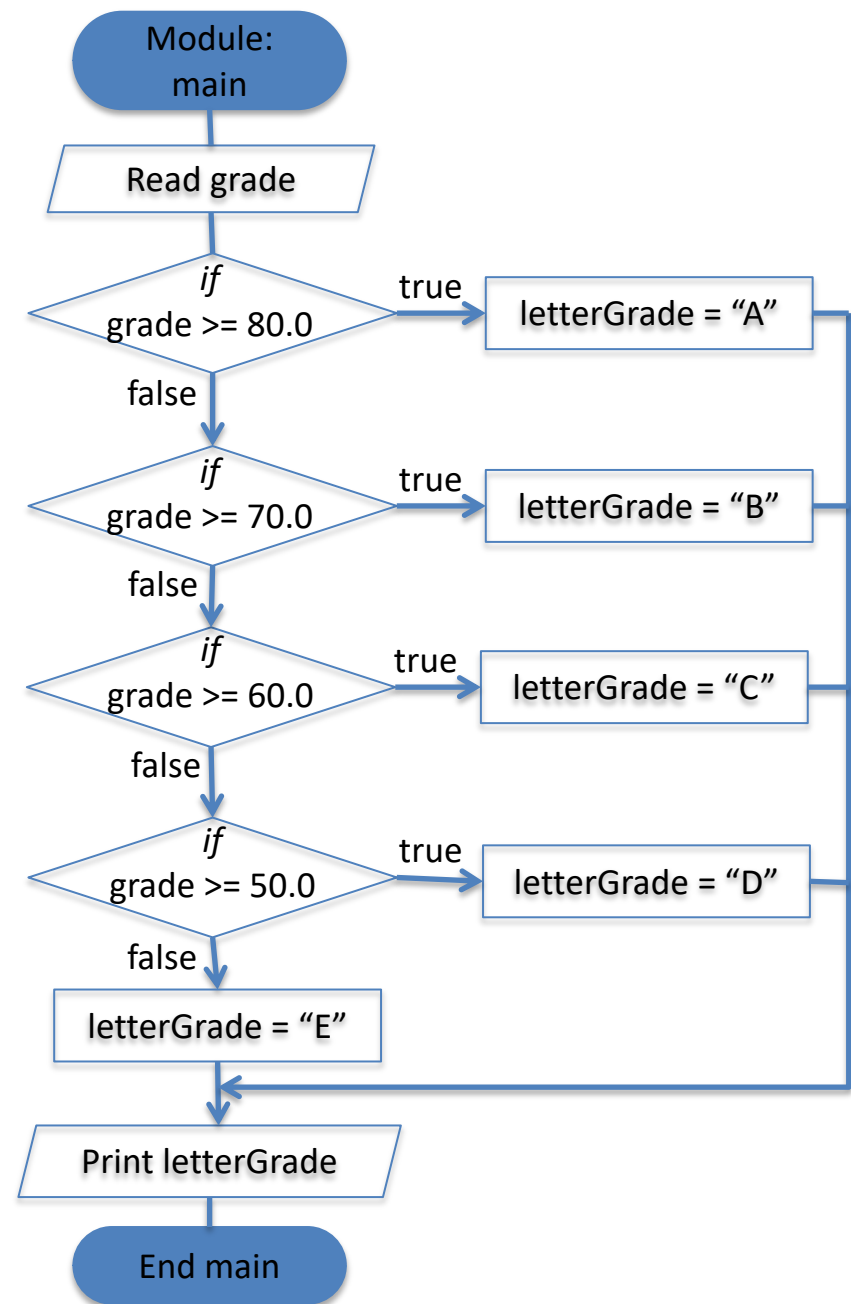 Module:
main
Read grade
if
grade >= 80.0
true
letterGrade = “A”
false
if
grade >= 70.0
true
letterGrade = “B”
false
if
grade >= 60.0
true
letterGrade = “C”
false
if
grade >= 50.0
true
letterGrade = “D”
false
letterGrade = “E”
Print letterGrade
End main